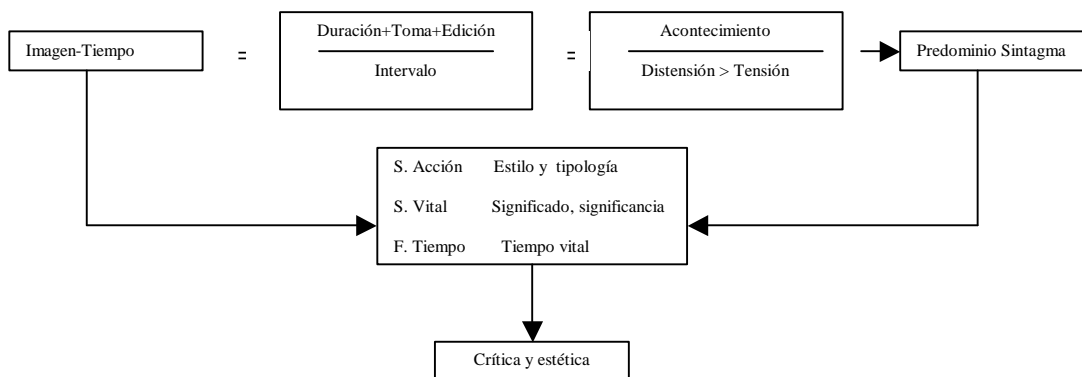 Imagen-Tiempo
=
Duración+Toma+Edición
Intervalo
=
Acontecimiento
Distensión > Tensión
Predominio Sintagma
S. Acción Estilo y tipología
S. Vital Significado, significancia
F. Tiempo Tiempo vital
Crítica y estética